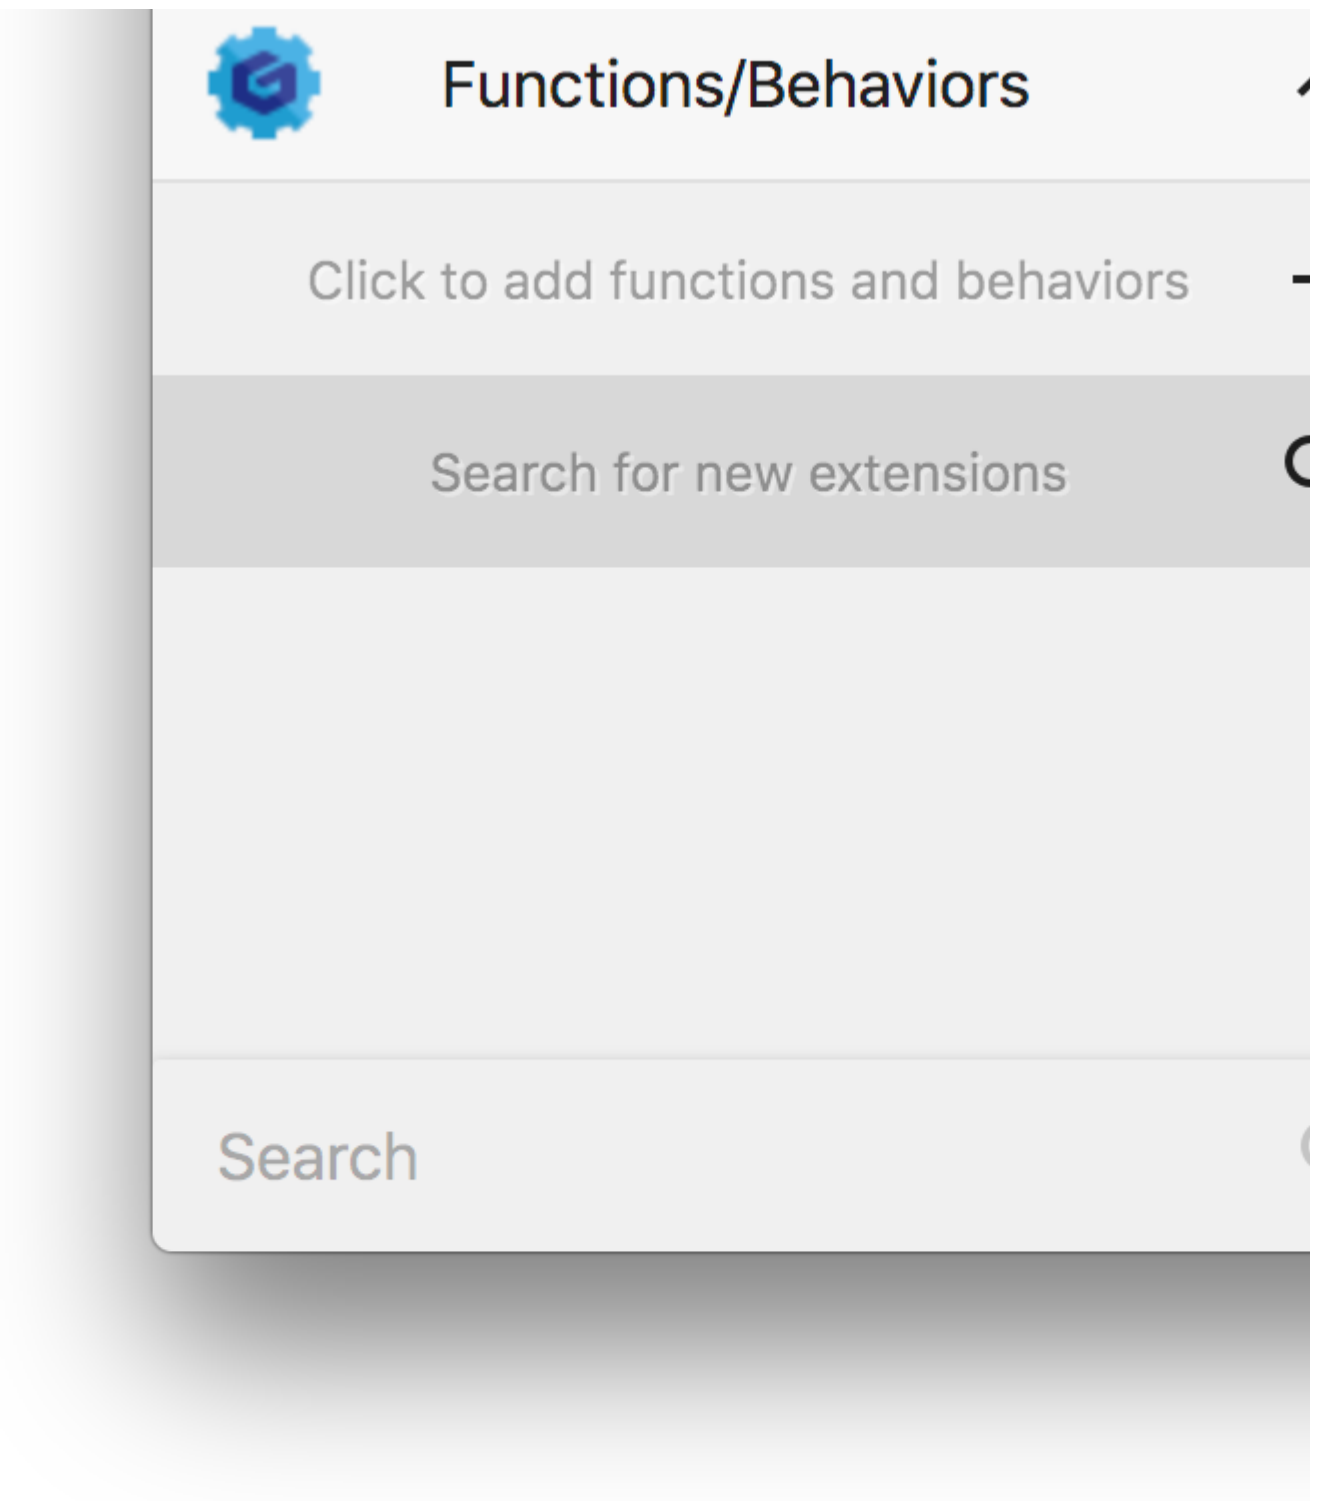 Functions/Behaviors
Click to add functions and behaviors
Search for new extensions
Search